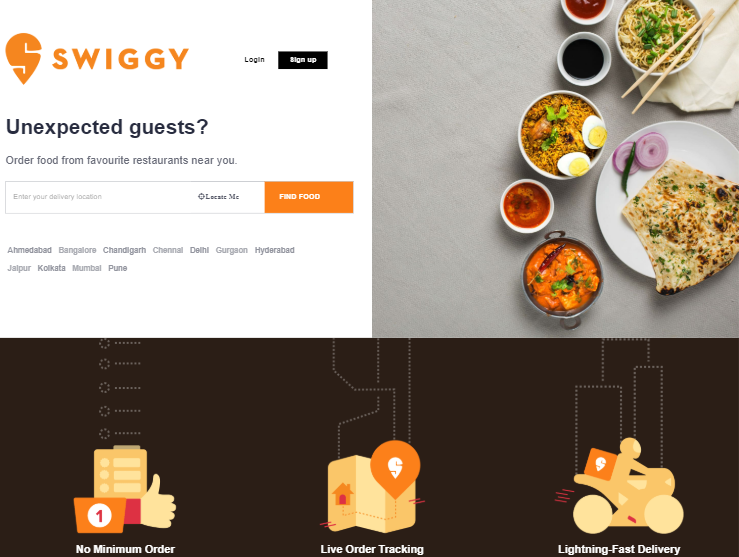 SWIGGY
Login Sign up
Unexpected guests?
Order food from favourite restaurants near you.
Enter your delivery location Locate Me FIND FOOD
Ahmedabad Bangalore Chandigarh Chennai Delhi Gurgaon Hyderabad
Jaipur Kolkata Mumbai Pune
1
No Minimum Order Live Order Tracking Lightning-Fast Delivery